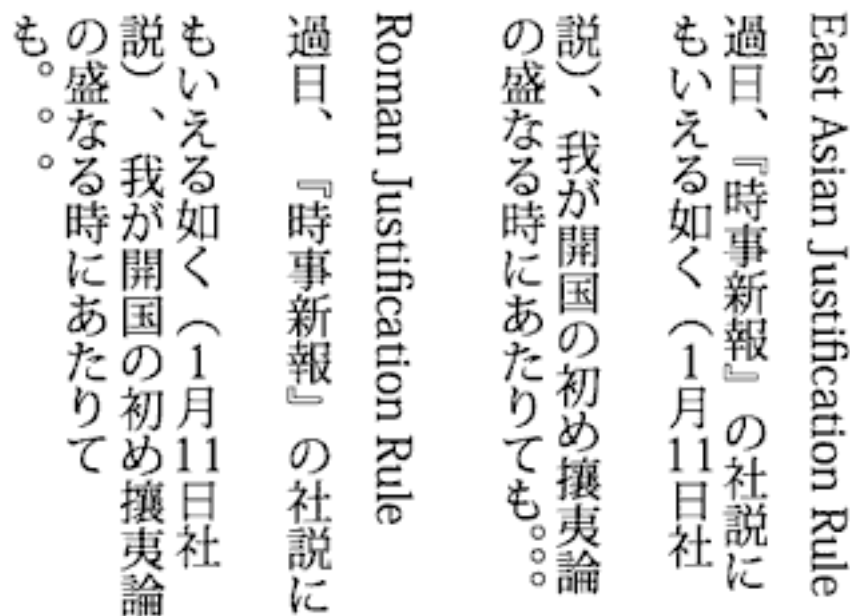 East Asian Justification Rule
過日、『時事新報』の社説に
もいえる如く（1月11日社
説）、我が開国の初め攘夷論
の盛なる時にあたりても。。。
Roman Justification Rule
過日、『時事新報』の社説に
もいえる如く（1月11日社
説）、我が開国の初め攘夷論
の盛なる時にあたりて
も。。。